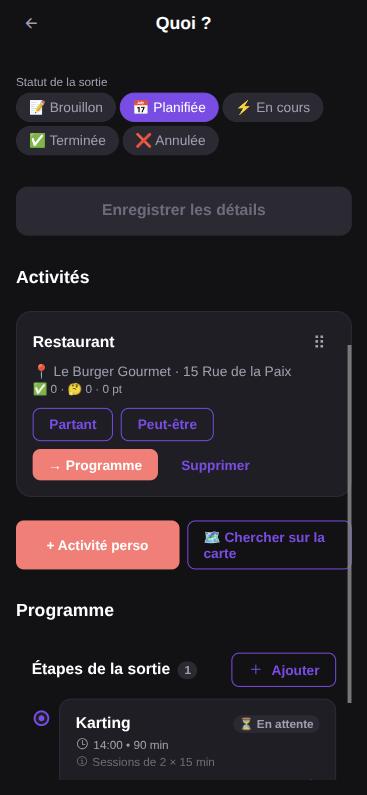 Quoi ?
Statut de la sortie
📝 Brouillon 📅 Planifiée ⚡ En cours
✅ Terminée ❌ Annulée
Enregistrer les détails
Activités
Restaurant
📍 Le Burger Gourmet · 15 Rue de la Paix
✅ 0 · 🤔 0 · 0 pt
Partant Peut-être
→ Programme Supprimer
+ Activité perso 🗺️ Chercher sur la
carte
Programme
Étapes de la sortie 1 + Ajouter
Karting ⏳ En attente
14:00 • 90 min
Sessions de 2 × 15 min